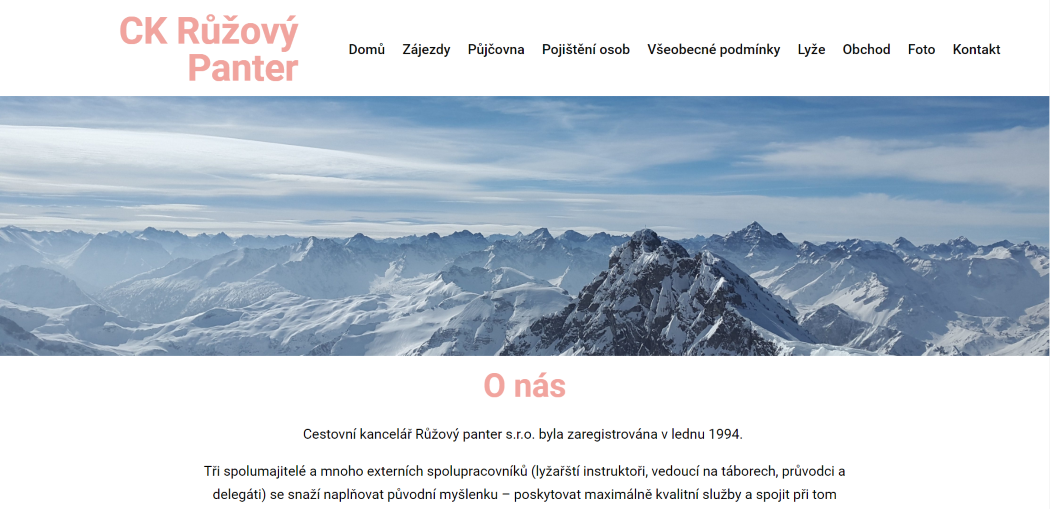 CK Růžový
Panter
Domů Zájezdy Půjčovna Pojištění osob Všeobecné podmínky Lyže Obchod Foto Kontakt
O nás
Cestovní kancelář Růžový panter s.r.o. byla zaregistrována v lednu 1994.
Tři spolumajitelé a mnoho externích spolupracovníků (lyžařští instruktoři, vedoucí na táborech, průvodci a
delegáti) se snaží naplňovat původní myšlenku – poskytovat maximálně kvalitní služby a spojit při tom